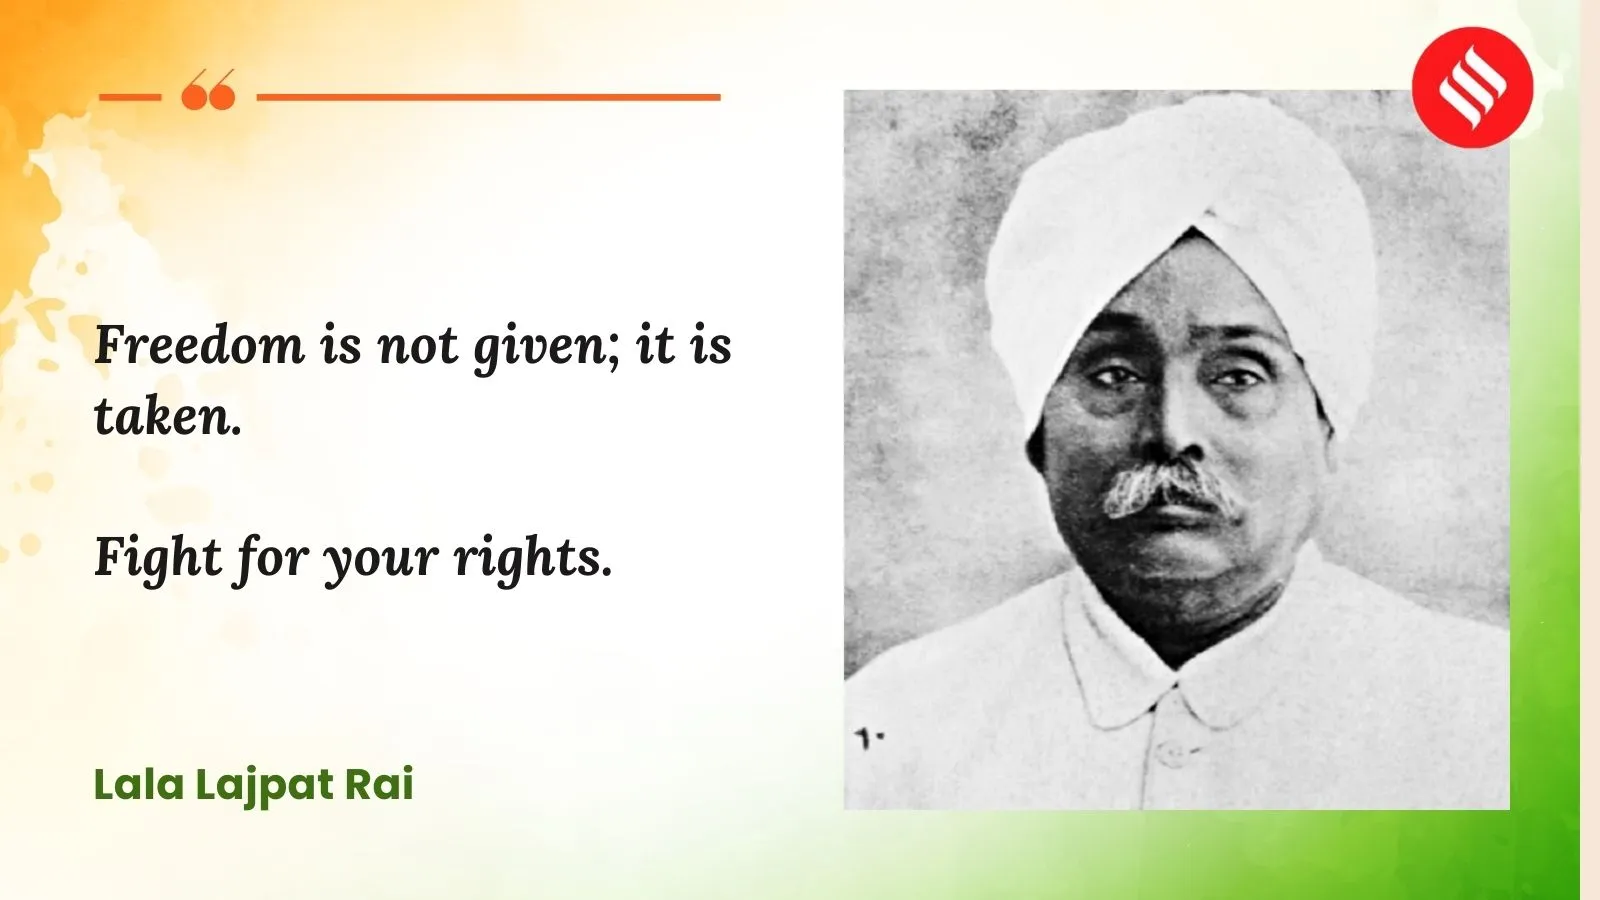 Freedom is not given; it is
taken.
Fight for your rights.
Lala Lajpat Rai